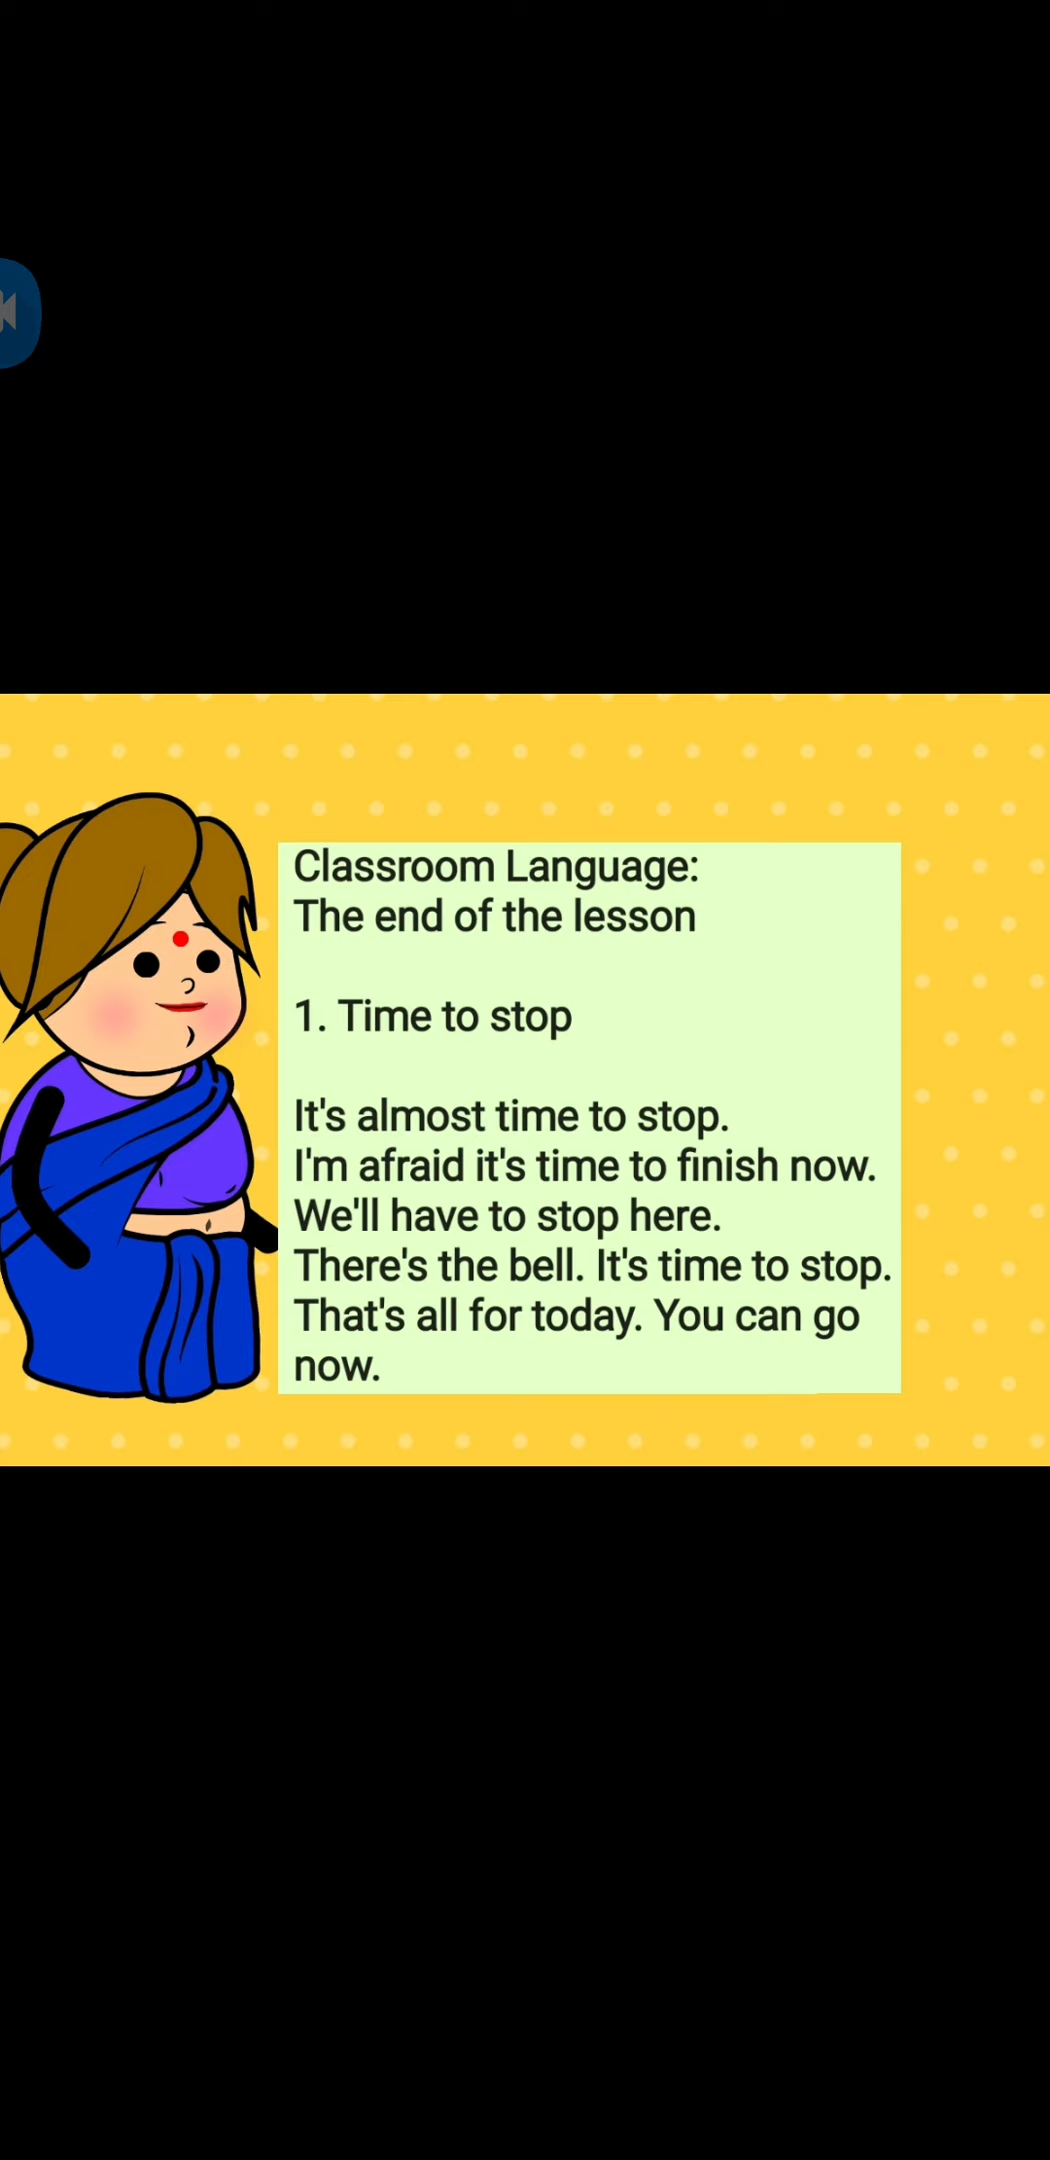 Classroom Language:
The end of the lesson
1. Time to stop
It's almost time to stop.
I'm afraid it's time to finish now.
We'll have to stop here.
There's the bell. It's time to stop.
That's all for today. You can go
now.